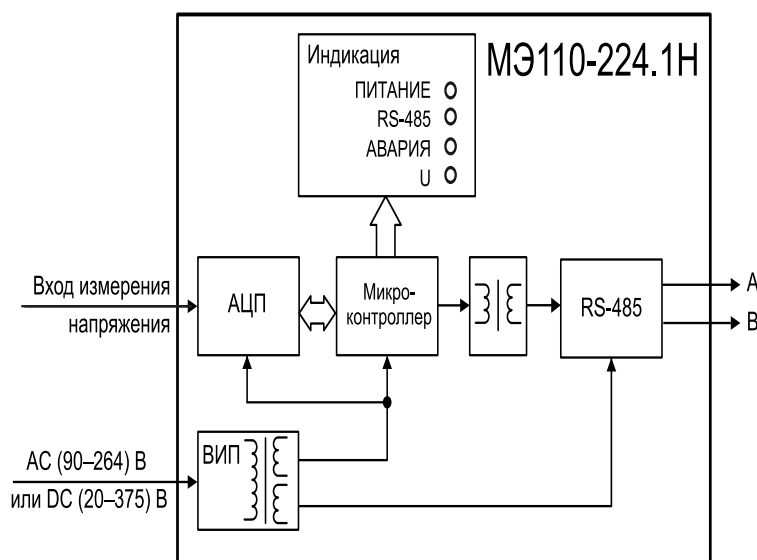 МЭ110-224.1Н
Индикация
ПИТАНИЕ
RS-485
АВАРИЯ
U
Вход измерения
напряжения
АЦП
Микро-
контроллер
RS-485
A
B
ВИП
AC (90–264) В
или DC (20–375) В